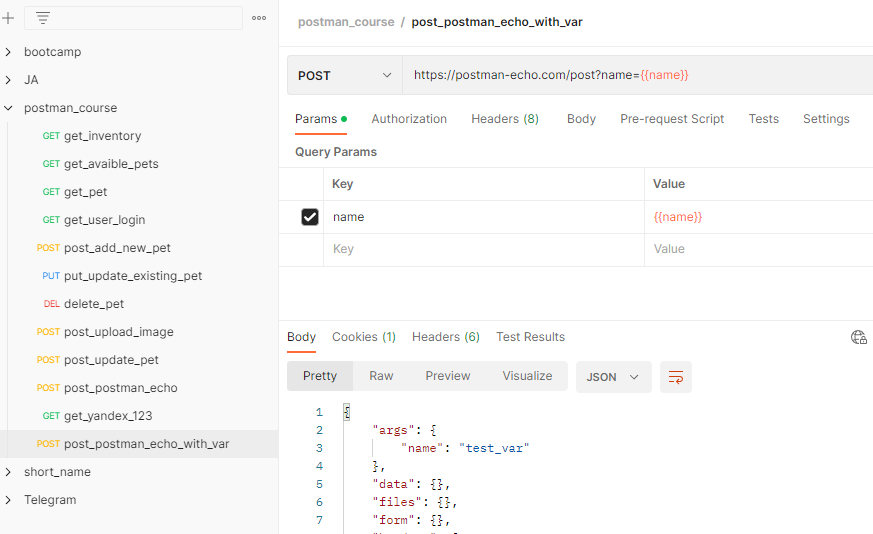 postman_course / post_postman_echo_with_var
bootcamp
JA
postman_course
GET get_inventory
GET get_avaible_pets
GET get_pet
GET get_user_login
POST post_add_new_pet
PUT put_update_existing_pet
DEL delete_pet
POST post_upload_image
POST post_update_pet
POST post_postman_echo
GET get_yandex_123
POST post_postman_echo_with_var
short_name
Telegram
POST https://postman-echo.com/post?name={{name}}
Params Authorization Headers (8) Body Pre-request Script Tests Settings
Query Params
Key Value
name {{name}}
Key Value
Body Cookies (1) Headers (6) Test Results
Pretty Raw Preview Visualize JSON
1 {
2 "args": {
3 "name": "test_var"
4 },
5 "data": {},
6 "files": {},
7 "form": {},